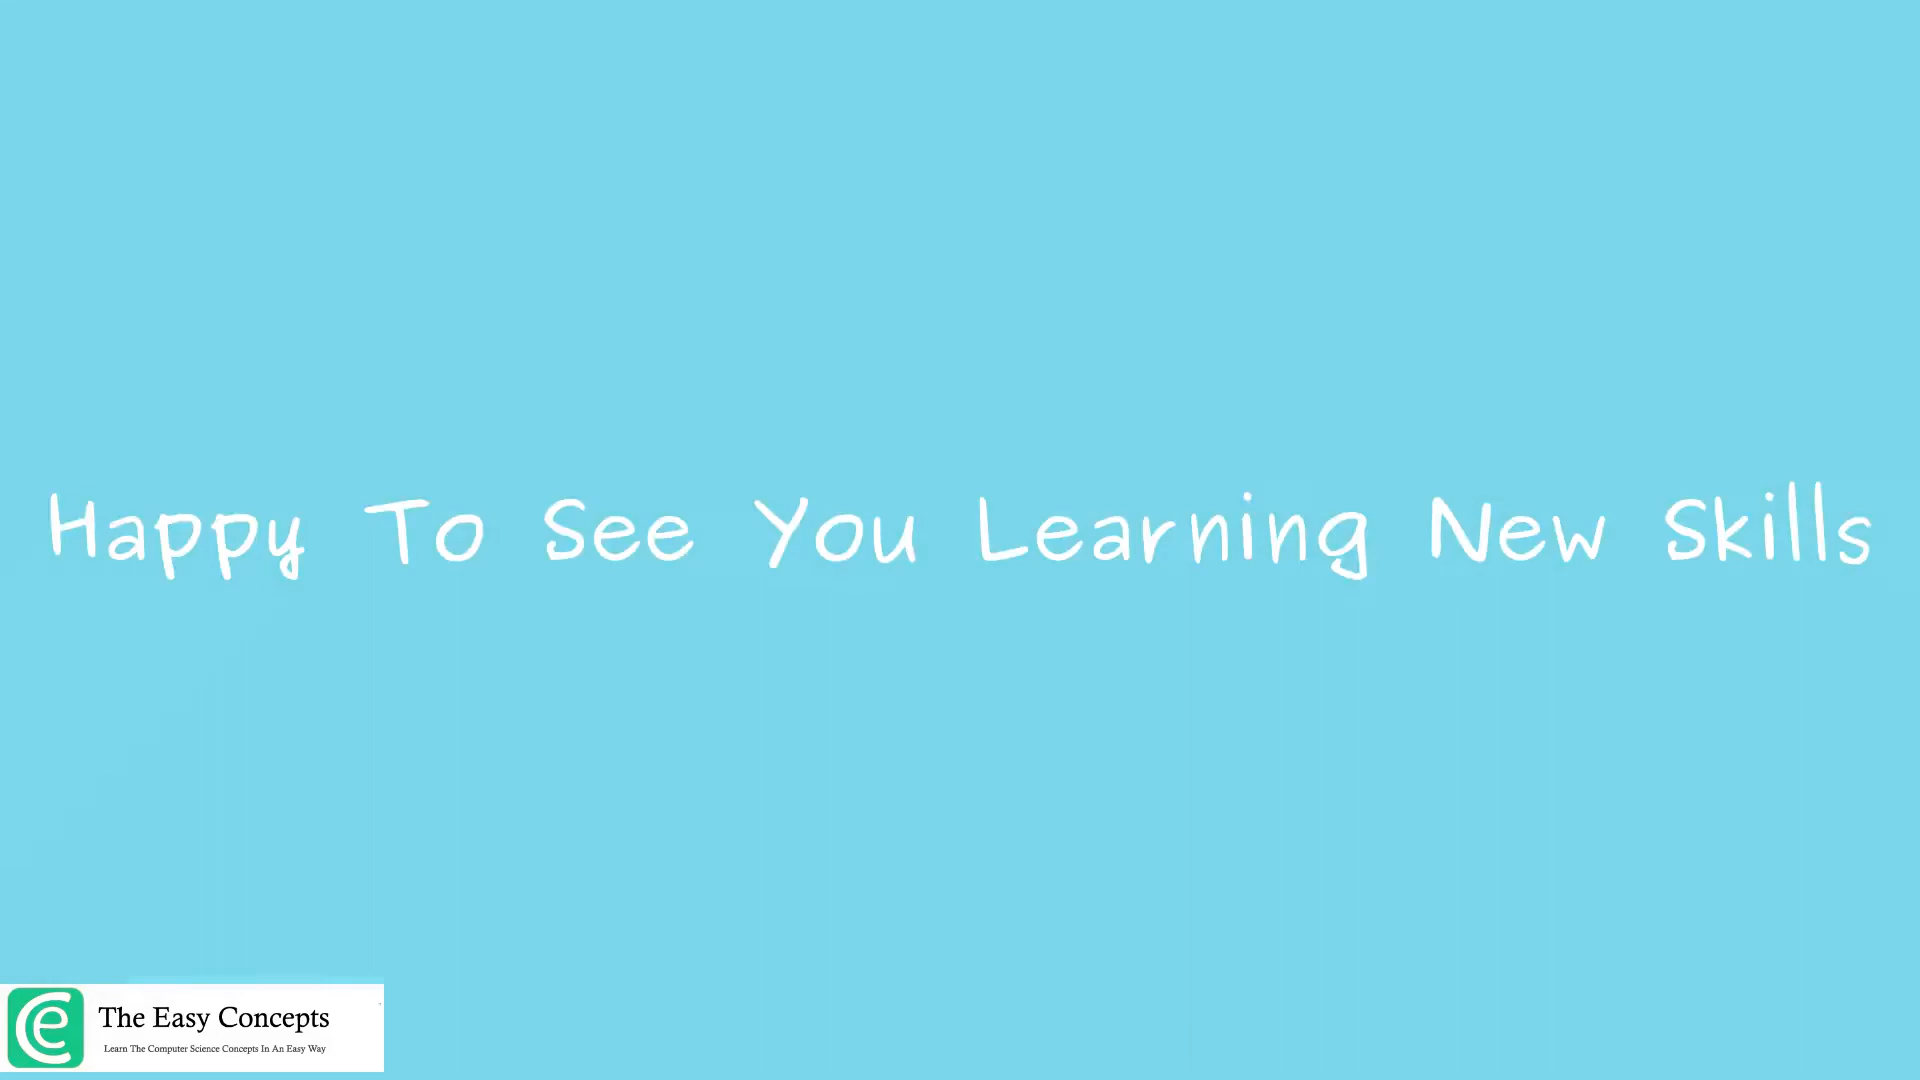 Happy To See You Learning New Skills
The Easy Concepts
Learn The Computer Science Concepts In An Easy Way